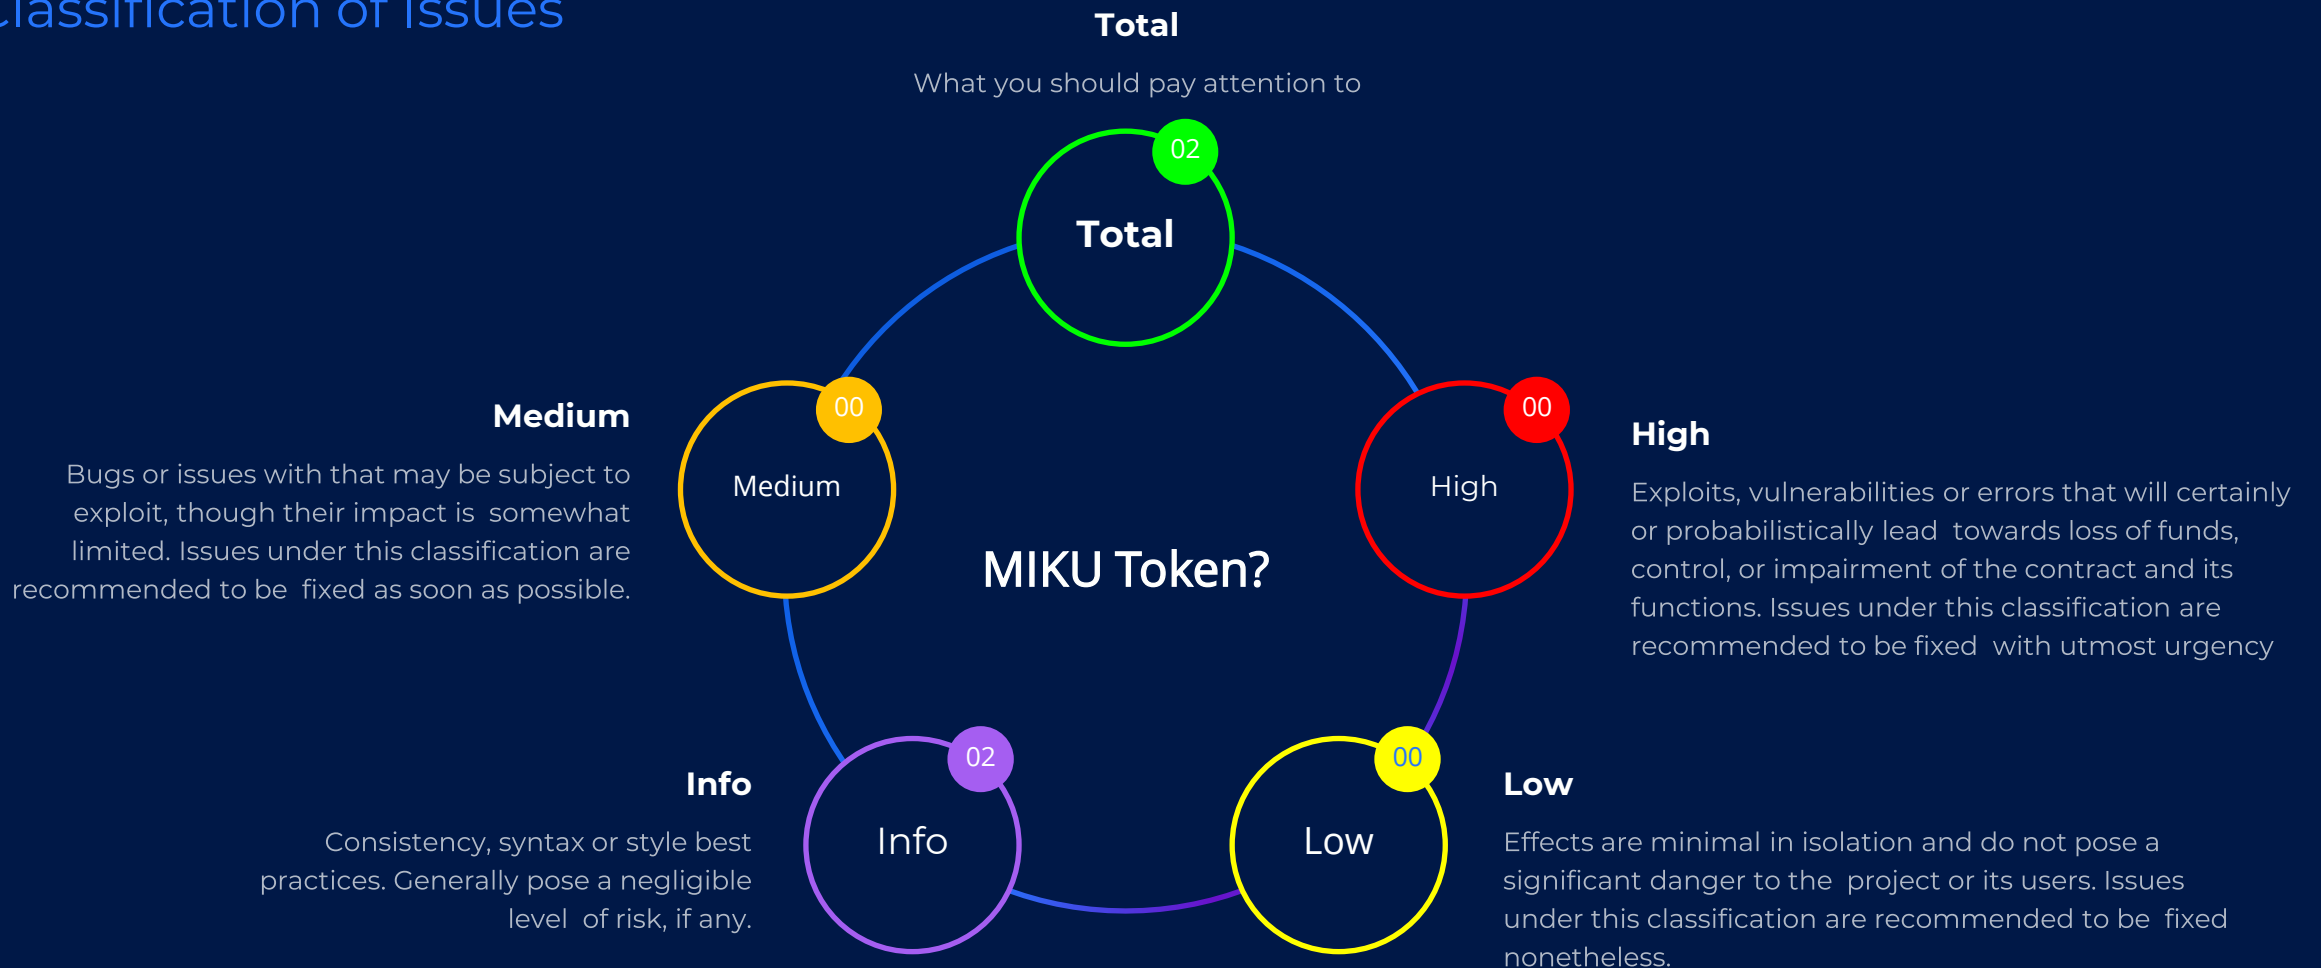 Classification of Issues
Total
What you should pay attention to
02
Total
Medium
Bugs or issues with that may be subject to
exploit, though their impact is somewhat
limited. Issues under this classification are
recommended to be fixed as soon as possible.
00
Medium
00
High
High
Exploits, vulnerabilities or errors that will certainly
or probabilistically lead towards loss of funds,
control, or impairment of the contract and its
functions. Issues under this classification are
recommended to be fixed with utmost urgency
MIKU Token?
Info
Consistency, syntax or style best
practices. Generally pose a negligible
level of risk, if any.
02
Info
00
Low
Low
Effects are minimal in isolation and do not pose a
significant danger to the project or its users. Issues
under this classification are recommended to be fixed
nonetheless.